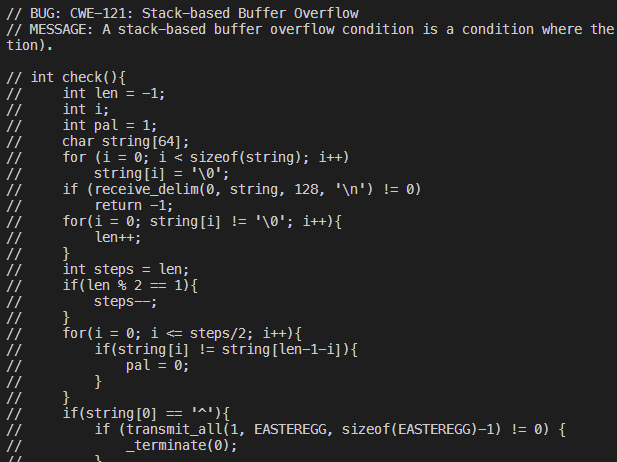 // BUG: CWE-121: Stack-based Buffer Overflow
// MESSAGE: A stack-based buffer overflow condition is a condition where the
tion).
// int check(){
//     int len = -1;
//     int i;
//     int pal = 1;
//     char string[64];
//     for (i = 0; i < sizeof(string); i++)
//         string[i] = '\0';
//     if (receive_delim(0, string, 128, '\n') != 0)
//         return -1;
//     for(i = 0; string[i] != '\0'; i++){
//         len++;
//     }
//     int steps = len;
//     if(len % 2 == 1){
//         steps--;
//     }
//     for(i = 0; i <= steps/2; i++){
//         if(string[i] != string[len-1-i]){
//             pal = 0;
//         }
//     }
//     if(string[0] == '^'){
//         if (transmit_all(1, EASTEREGG, sizeof(EASTEREGG)-1) != 0) {
//             _terminate(0);
//         }